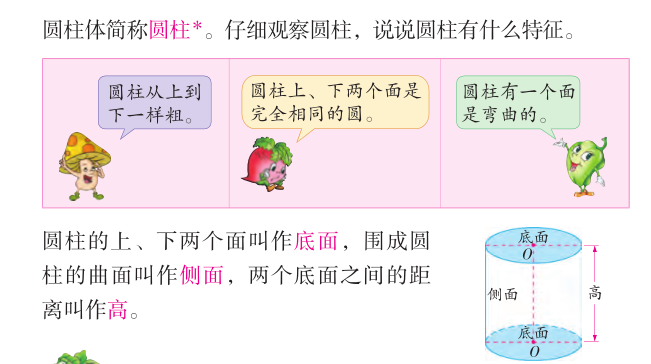 圆柱体简称圆柱*。仔细观察圆柱，说说圆柱有什么特征。
圆柱从上到
下一样粗。
圆柱上、下两个面是
完全相同的圆。
圆柱有一个面
是弯曲的。
圆柱的上、下两个面叫作底面，围成圆
柱的曲面叫作侧面，两个底面之间的距
离叫作高。
底面
O
侧面
高
底面
O